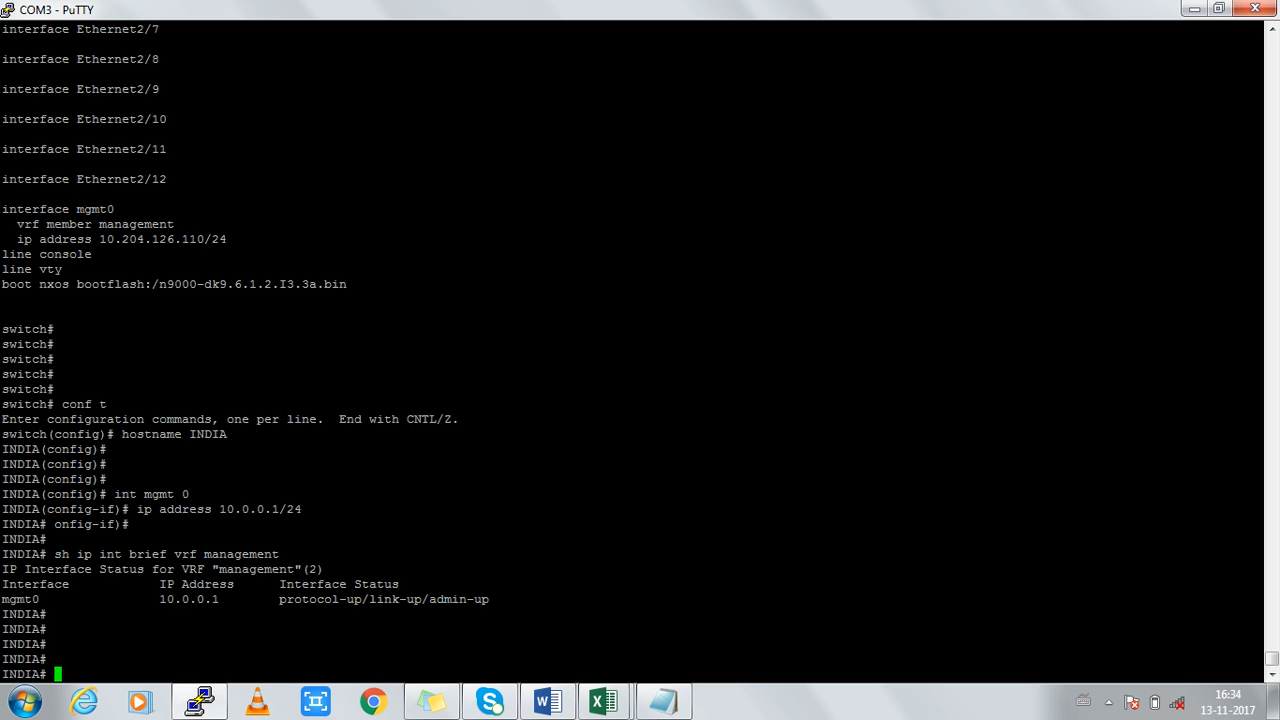 COM3 - PuTTY
interface Ethernet2/7
interface Ethernet2/8
interface Ethernet2/9
interface Ethernet2/10
interface Ethernet2/11
interface Ethernet2/12
interface mgmt0
  vrf member management
  ip address 10.204.126.110/24
line console
line vty
boot nxos bootflash:/n9000-dk9.6.1.2.I3.3a.bin
switch#
switch#
switch#
switch#
switch#
switch# conf t
Enter configuration commands, one per line.  End with CNTL/Z.
switch(config)# hostname INDIA
INDIA(config)#
INDIA(config)#
INDIA(config)#
INDIA(config)# int mgmt 0
INDIA(config-if)# ip address 10.0.0.1/24
INDIA# onfig-if)#
INDIA#
INDIA# sh ip int brief vrf management
IP Interface Status for VRF "management"(2)
Interface            IP Address      Interface Status
mgmt0                10.0.0.1        protocol-up/link-up/admin-up
INDIA#
INDIA#
INDIA#
INDIA#
INDIA#
16:34
13-11-2017